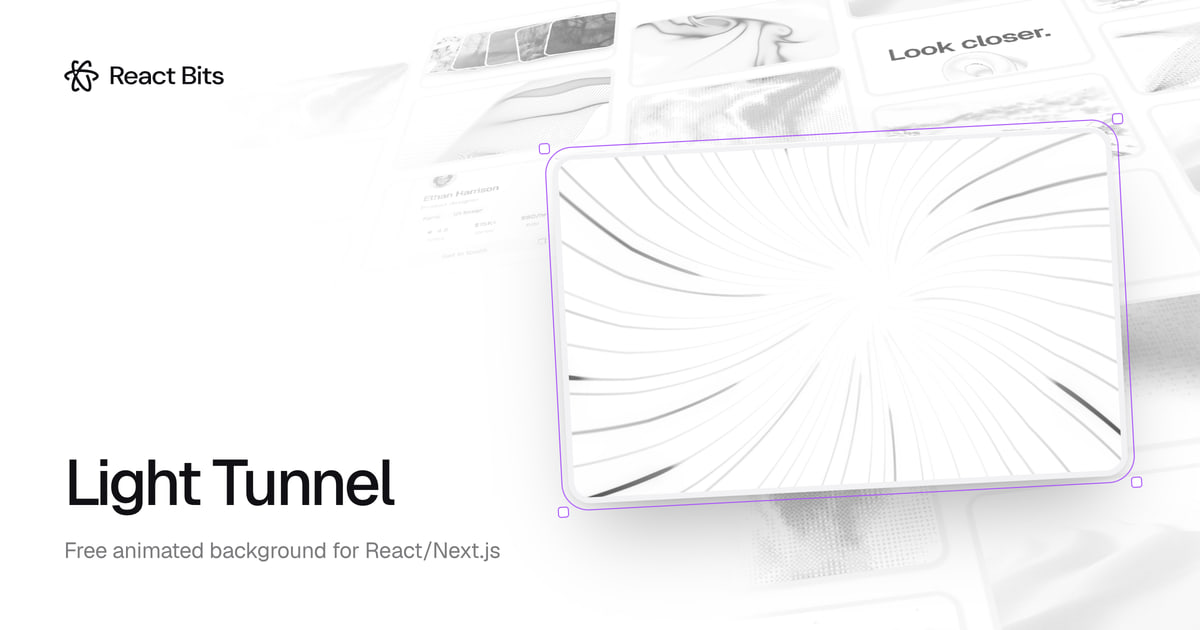 React Bits
Look closer.
Ethan Harrison
Light Tunnel
Free animated background for React/Next.js